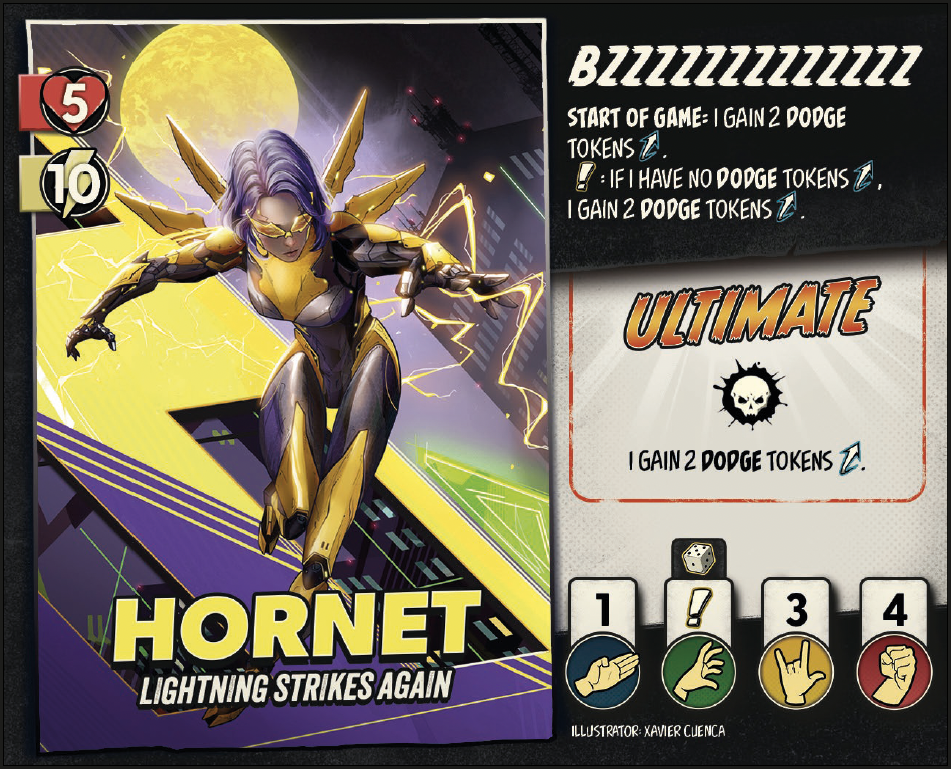 5
10
HORNET
LIGHTNING STRIKES AGAIN
BZZZZZZZZZZZZZ
START OF GAME: I GAIN 2 DODGE
TOKENS .
! : IF I HAVE NO DODGE TOKENS ,
I GAIN 2 DODGE TOKENS .
ULTIMATE
I GAIN 2 DODGE TOKENS .
1 ! 3 4
ILLUSTRATOR: XAVIER CUENCA